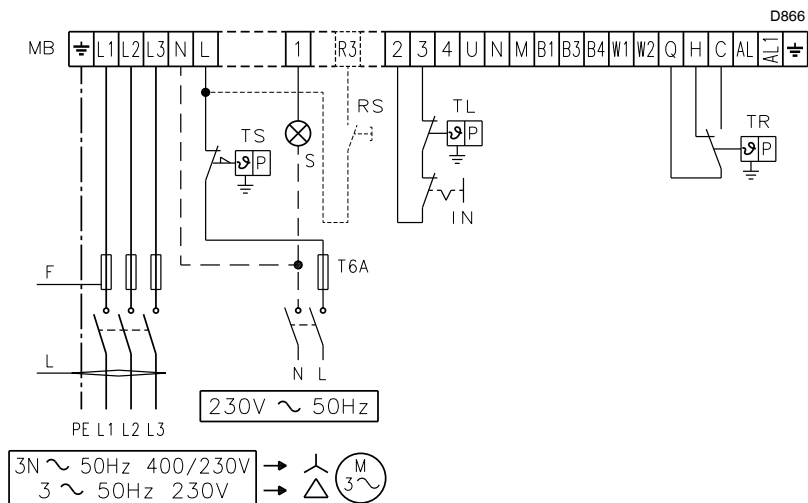 D866
MB ⏚ L1 L2 L3 N L 1 R3 2 3 4 U N M B1 B3 B4 W1 W2 Q H C AL AL1 ⏚
RS TL TR
TS ϑ P
ϑ P
ϑ P
S
IN
F
T6A
L
N L
230V ~ 50Hz
PE L1 L2 L3
3N ~ 50Hz 400/230V
3 ~ 50Hz 230V
M
3~